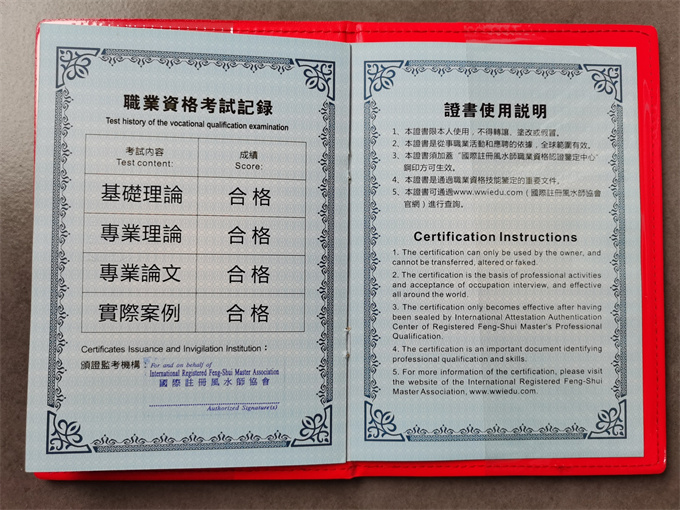 職業資格考試記録
Test history of the vocational qualification examination
考試內容 成績
Test content: Score:
基礎理論 合格
專業理論 合格
專業論文 合格
實際案例 合格
Certificates Issuance and Invigilation Institution：
頒證監考機構：
For and on behalf of
International Registered Feng-Shui Master Association
國際註冊風水師協會
Authorized Signature(s)
證書使用説明
1、本證書限本人使用，不得轉讓、塗改或假冒。
2、本證書是從事職業活動和應聘的依據，全球範圍有效。
3、本證書須加蓋“國際註冊風水師職業資格認證鑒定中心”
鋼印方可生效。
4、本證書是通過職業資格技能鑒定的重要文件。
5、本證書可通過www.wwiedu.com（國際註冊風水師協會
官網）進行查詢。
Certification Instructions
1. The certification can only be used by the owner, and
cannot be transferred, altered or faked.
2. The certification is the basis of professional activities
and acceptance of occupation interview, and effective
all around the world.
3. The certification only becomes effective after having
been sealed by International Attestation Authentication
Center of Registered Feng-Shui Master's Professional
Qualification.
4. The certification is an important document identifying
professional qualification and skills.
5. For more information of the certification, please visit
the website of the International Registered Feng-Shui
Master Association, www.wwiedu.com.